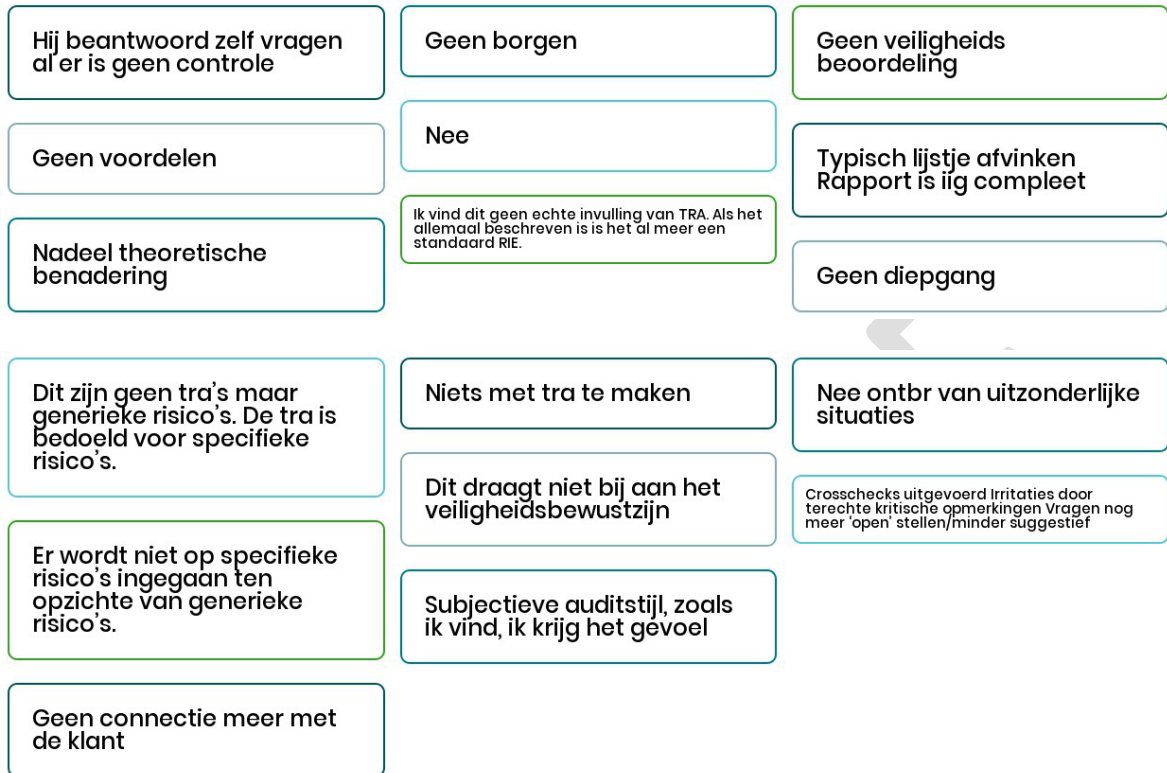 Hij beantwoord zelf vragen
al er is geen controle
Geen voordelen
Nadeel theoretische
benadering
Geen borgen
Nee
Ik vind dit geen echte invulling van TRA. Als het
allemaal beschreven is is het al meer een
standaard RIE.
Geen veiligheids
beoordeling
Typisch lijstje afvinken
Rapport is iig compleet
Geen diepgang
Dit zijn geen tra's maar
generieke risico's. De tra is
bedoeld voor specifieke
risico's.
Er wordt niet op specifieke
risico's ingegaan ten
opzichte van generieke
risico's.
Geen connectie meer met
de klant
Niets met tra te maken
Dit draagt niet bij aan het
veiligheidsbewustzijn
Subjectieve auditstijl, zoals
ik vind, ik krijg het gevoel
Nee ontbr van uitzonderlijke
situaties
Crosschecks uitgevoerd Irritaties door
terechte kritische opmerkingen Vragen nog
meer 'open' stellen/minder suggestief